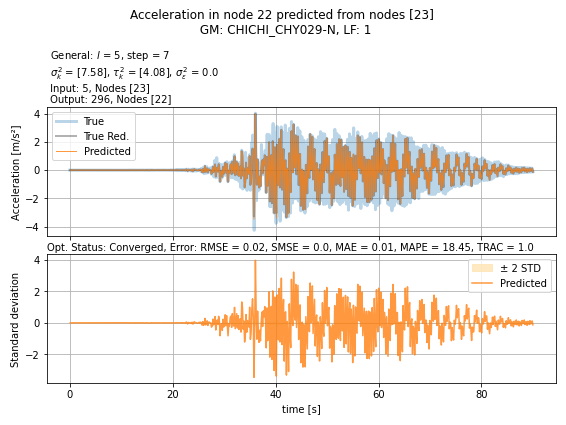 Acceleration in node 22 predicted from nodes [23]
GM: CHICHI_CHY029-N, LF: 1
General: l = 5, step = 7
σ²ₖ = [7.58], τ²ₖ = [4.08], σ²ε = 0.0
Input: 5, Nodes [23]
Output: 296, Nodes [22]
Acceleration [m/s²]
4
2
0
−2
−4
True
True Red.
Predicted
Opt. Status: Converged, Error: RMSE = 0.02, SMSE = 0.0, MAE = 0.01, MAPE = 18.45, TRAC = 1.0
Standard deviation
4
2
0
−2
± 2 STD
Predicted
0 20 40 60 80
time [s]